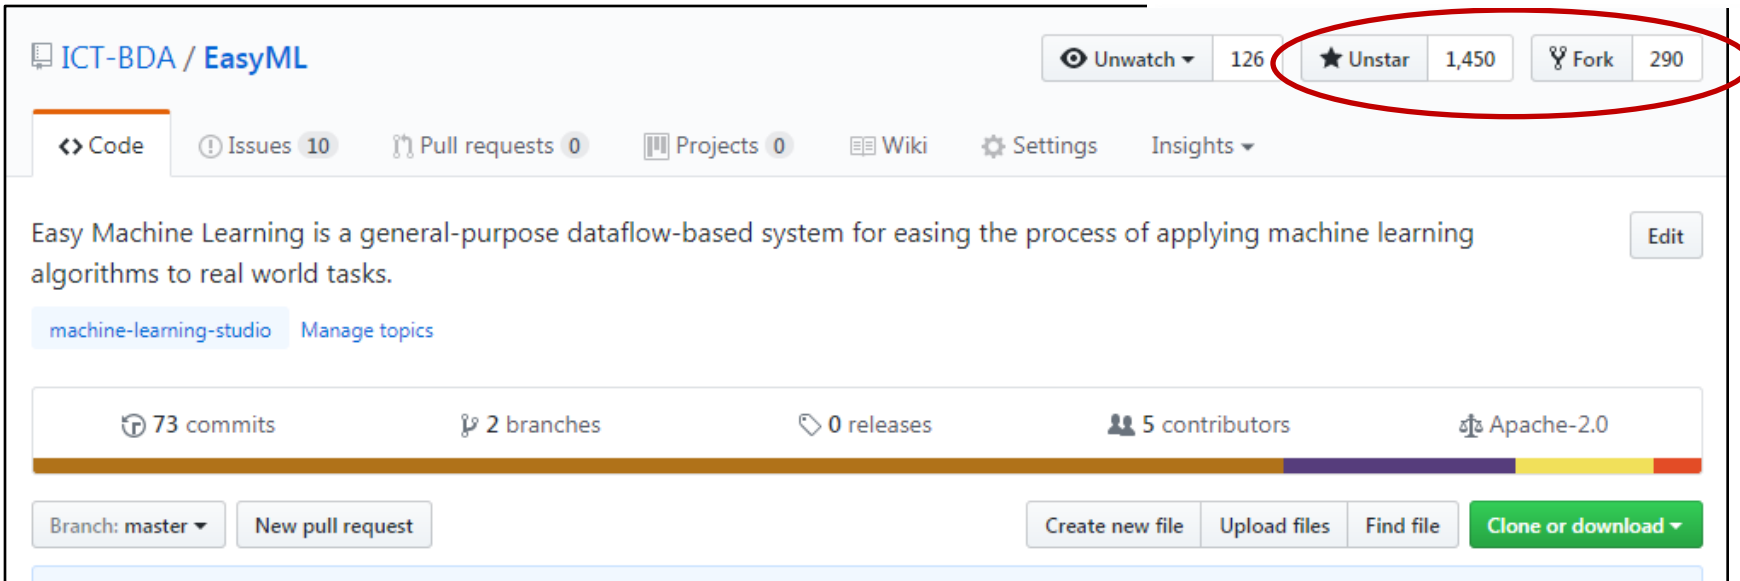 ICT-BDA / EasyML Unwatch 126 Unstar 1,450 Fork 290
Code Issues 10 Pull requests 0 Projects 0 Wiki Settings Insights
Easy Machine Learning is a general-purpose dataflow-based system for easing the process of applying machine learning Edit
algorithms to real world tasks.
machine-learning-studio Manage topics
73 commits 2 branches 0 releases 5 contributors Apache-2.0
Branch: master New pull request Create new file Upload files Find file Clone or download